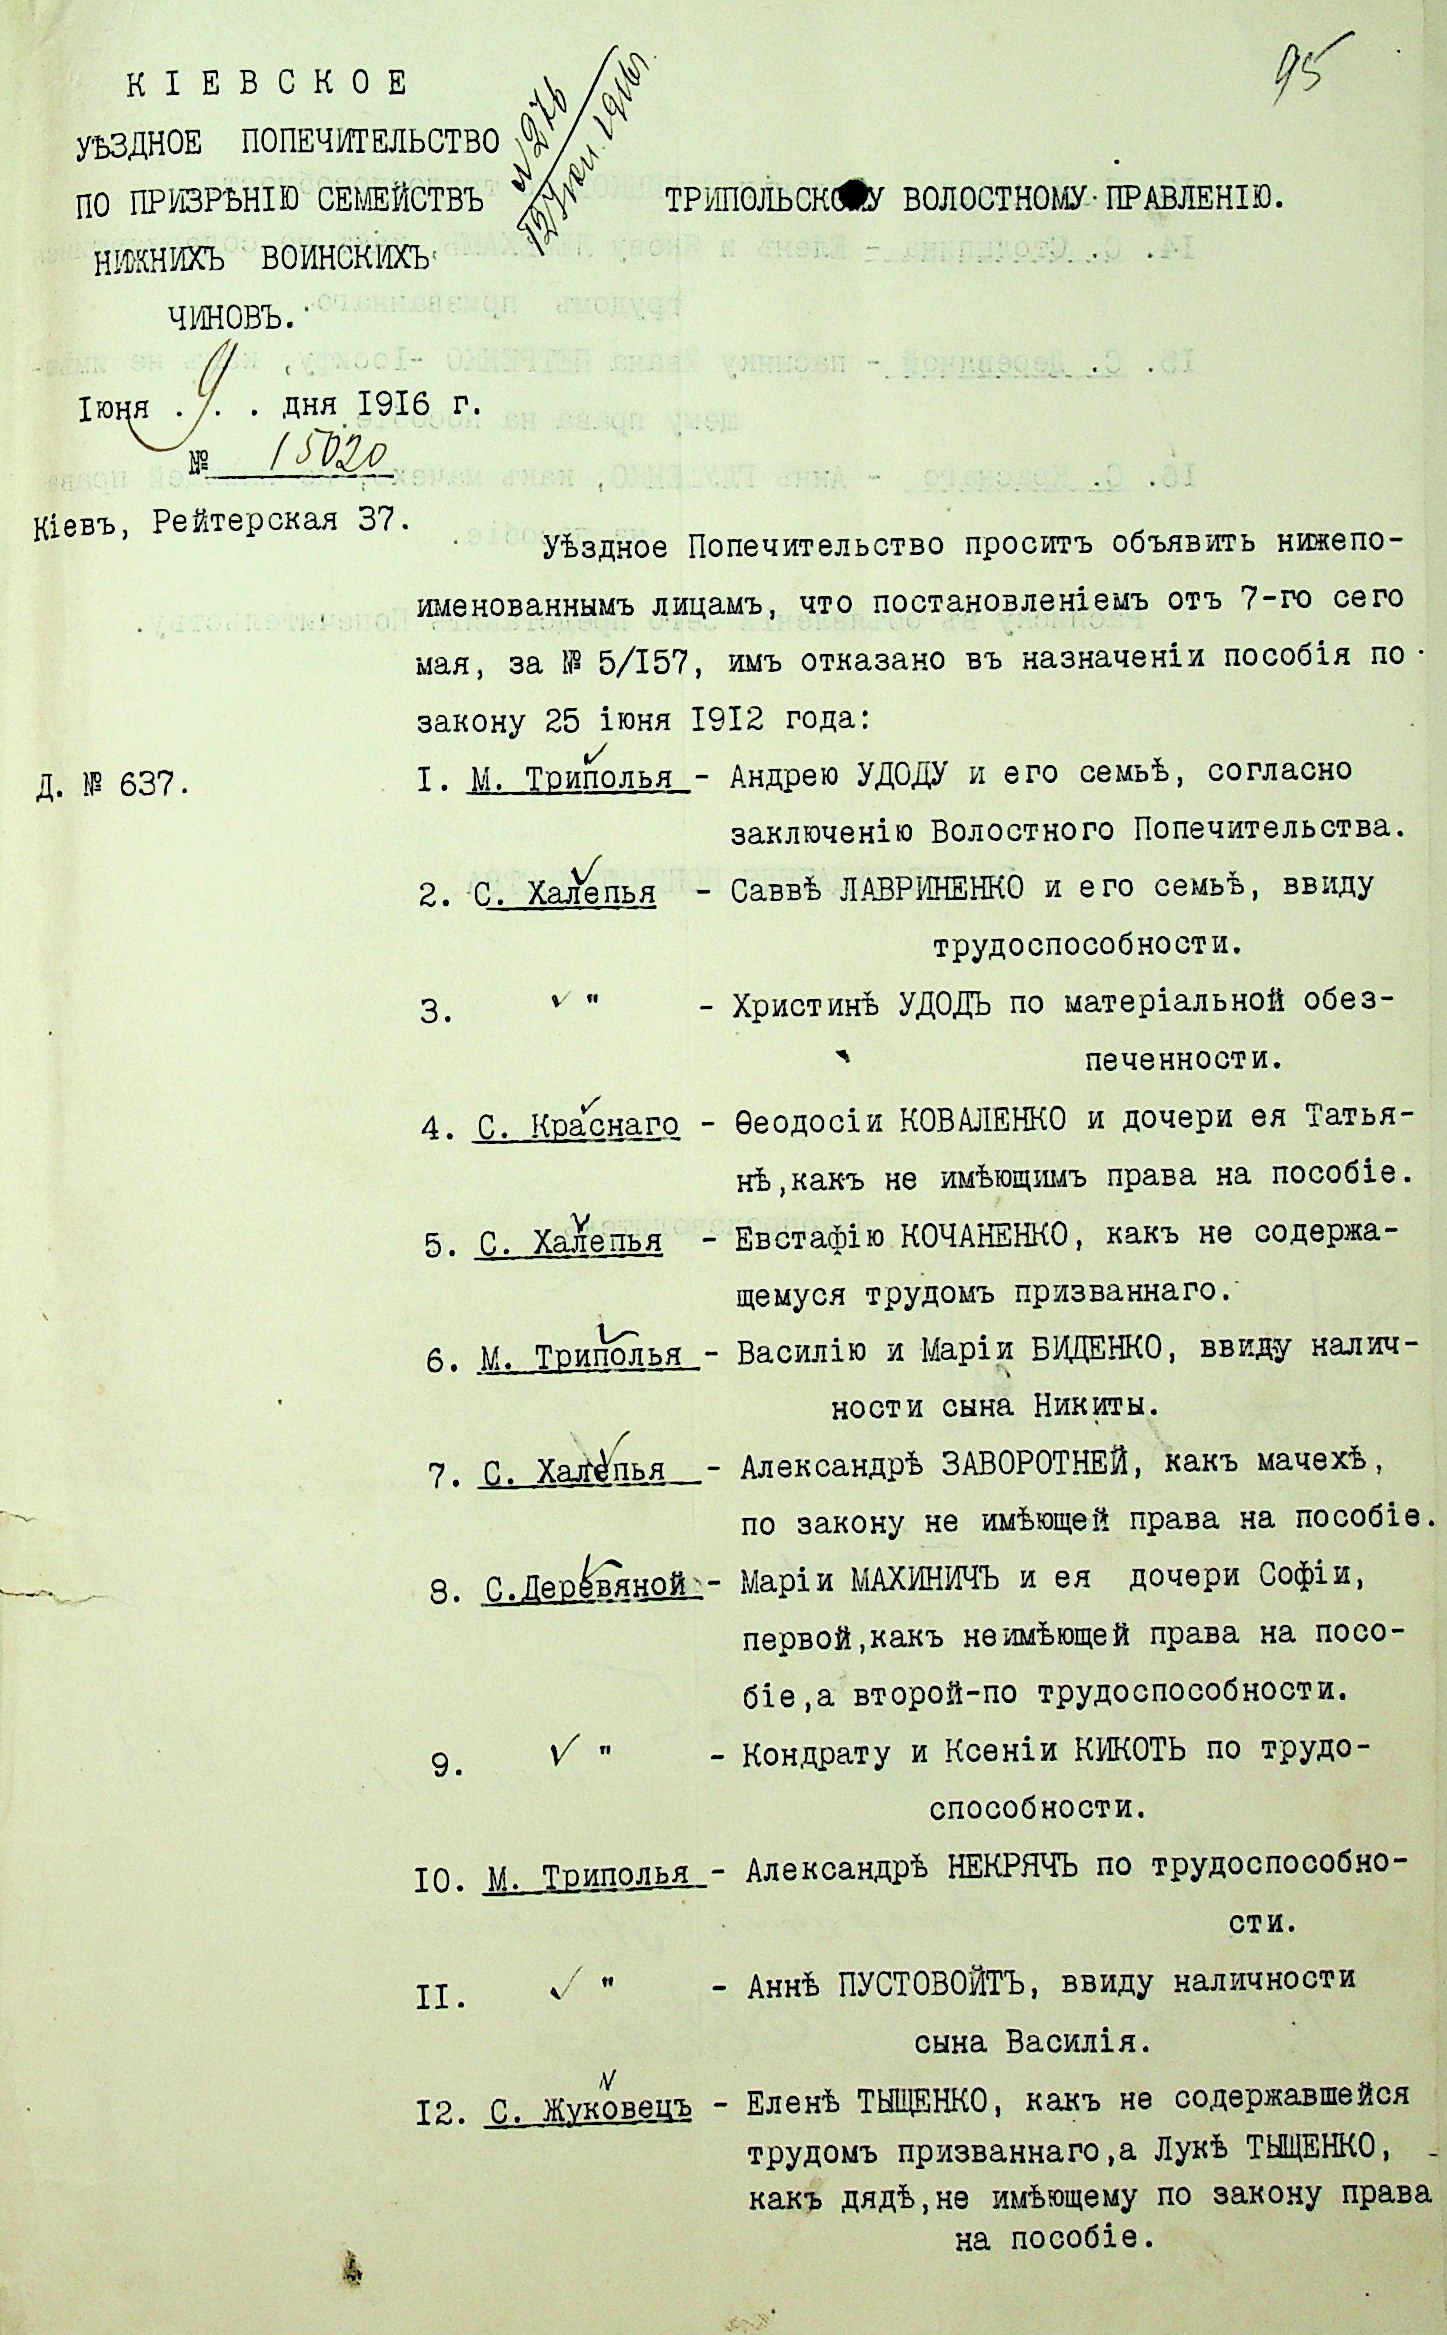 95
КІЕВСКОЕ
УѢЗДНОЕ ПОПЕЧИТЕЛЬСТВО
ПО ПРИЗРѢНІЮ СЕМЕЙСТВЪ
НИЖНИХЪ ВОИНСКИХЪ
ЧИНОВЪ.
№ 276
12 1916 г.
ТРИПОЛЬСКОМУ ВОЛОСТНОМУ ПРАВЛЕНІЮ.
Іюня . 9 . . дня 1916 г.
№ 15020
Кіевъ, Рейтерская 37.
Уѣздное Попечительство проситъ объявить нижепо-
именованнымъ лицамъ, что постановленіемъ отъ 7-го сего
мая, за № 5/157, имъ отказано въ назначеніи пособія по
закону 25 іюня 1912 года:
Д. № 637.
1. М. Триполья - Андрею УДОДУ и его семьѣ, согласно
заключенію Волостного Попечительства.
2. С. Халепья - Саввѣ ЛАВРИНЕНКО и его семьѣ, ввиду
трудоспособности.
3. " - Христинѣ УДОДЪ по матеріальной обез-
печенности.
4. С. Краснаго - Ѳеодосіи КОВАЛЕНКО и дочери ея Татья-
нѣ,какъ не имѣющимъ права на пособіе.
5. С. Халепья - Евстафію КОЧАНЕНКО, какъ не содержа-
щемуся трудомъ призваннаго.
6. М. Триполья - Василію и Маріи БИДЕНКО, ввиду налич-
ности сына Никиты.
7. С. Халепья - Александрѣ ЗАВОРОТНЕЙ, какъ мачехѣ,
по закону не имѣющей права на пособіе.
8. С.Деревяной - Маріи МАХИНИЧЪ и ея дочери Софіи,
первой,какъ неимѣющей права на посо-
біе,а второй-по трудоспособности.
9. " - Кондрату и Ксеніи КИКОТЬ по трудо-
способности.
10. М. Триполья - Александрѣ НЕКРЯЧЪ по трудоспособно-
сти.
11. " - Аннѣ ПУСТОВОЙТЪ, ввиду наличности
сына Василія.
12. С. Жуковецъ - Еленѣ ТЫЩЕНКО, какъ не содержавшейся
трудомъ призваннаго,а Лукѣ ТЫЩЕНКО,
какъ дядѣ,не имѣющему по закону права
на пособіе.